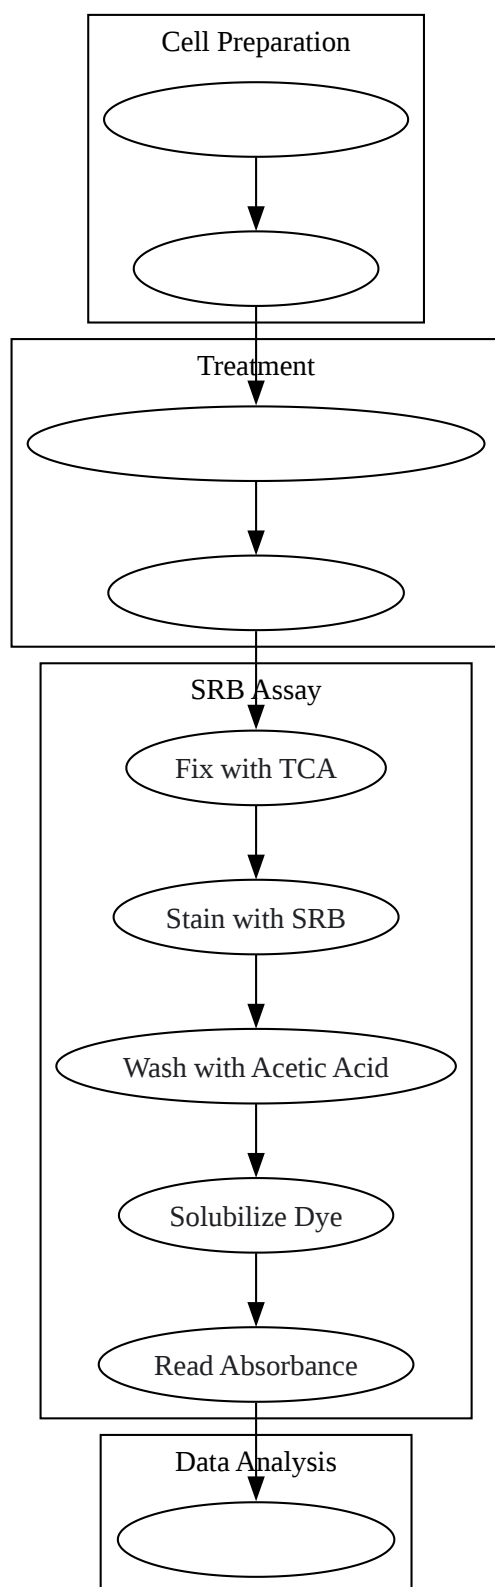 Cell Preparation
Treatment
SRB Assay
Fix with TCA
Stain with SRB
Wash with Acetic Acid
Solubilize Dye
Read Absorbance
Data Analysis